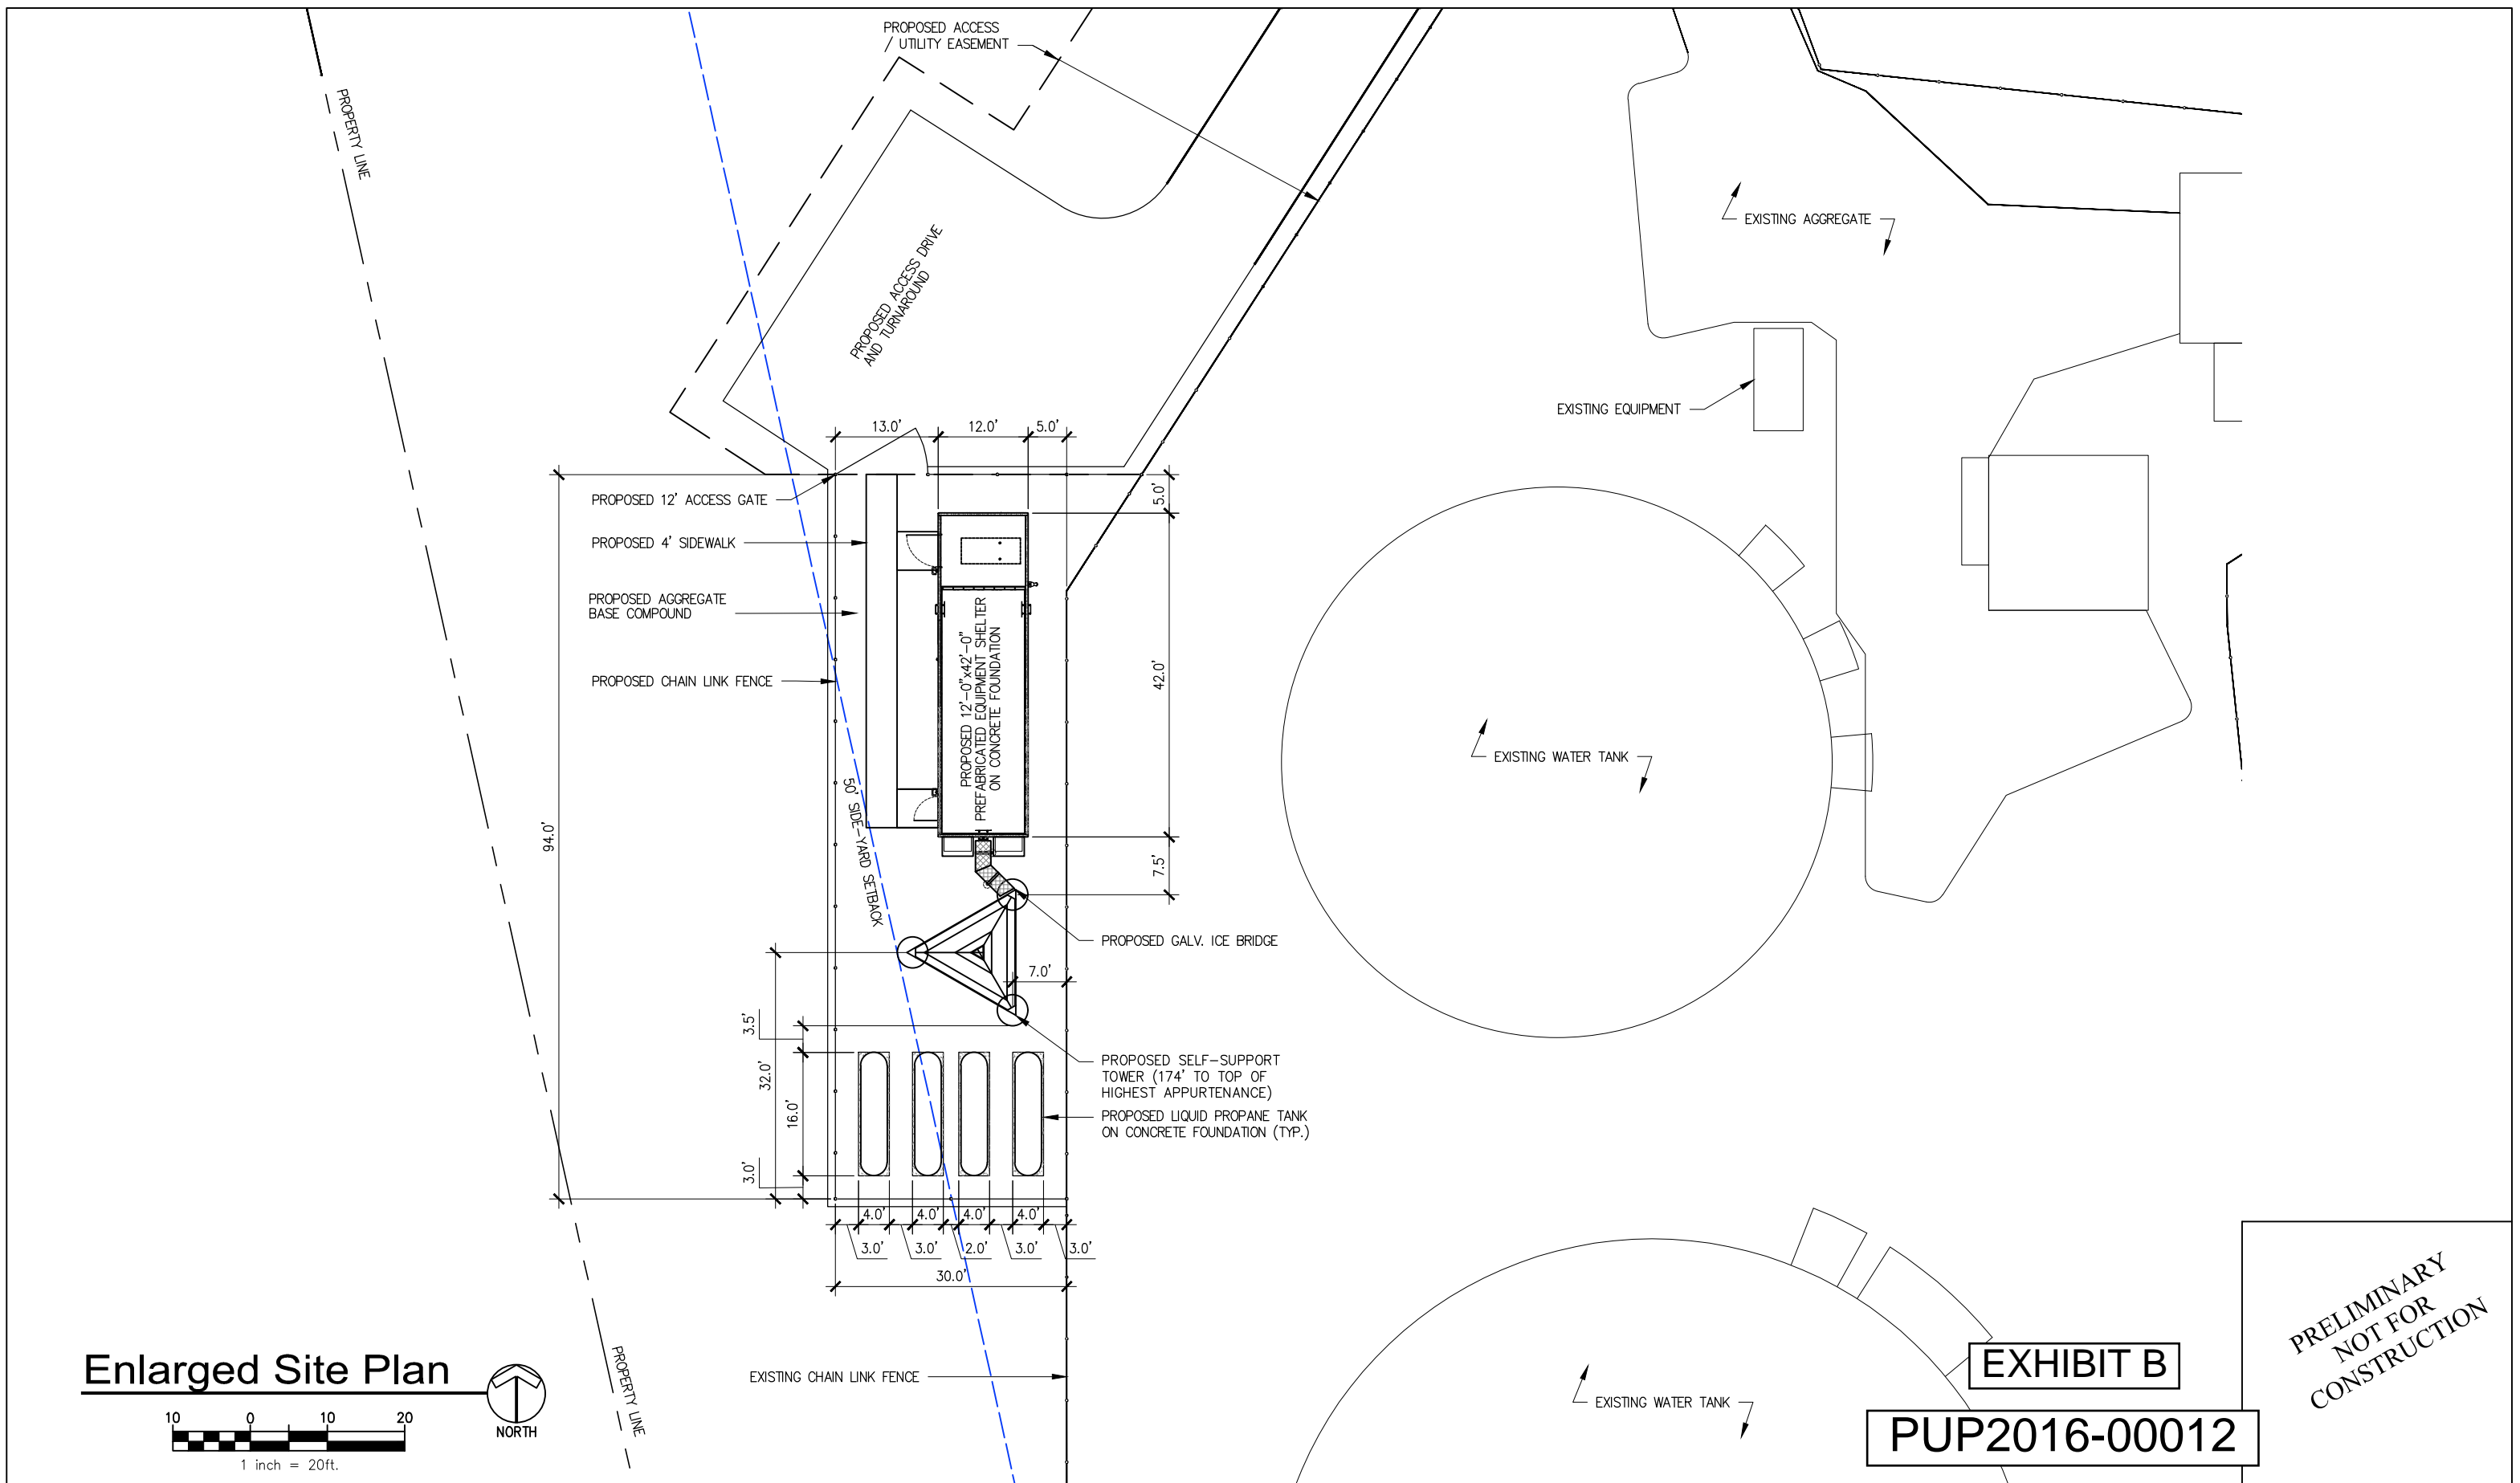 PROPOSED ACCESS
/ UTILITY EASEMENT
PROPERTY LINE
EXISTING AGGREGATE
PROPOSED ACCESS DRIVE
AND TURNAROUND
EXISTING EQUIPMENT
13.0'
12.0'
5.0'
PROPOSED 12' ACCESS GATE
5.0'
PROPOSED 4' SIDEWALK
PROPOSED AGGREGATE
BASE COMPOUND
PROPOSED CHAIN LINK FENCE
PROPOSED 12'-0"x42'-0"
PREFABRICATED EQUIPMENT SHELTER
ON CONCRETE FOUNDATION
42.0'
EXISTING WATER TANK
94.0'
50' SIDE-YARD SETBACK
7.5'
PROPOSED GALV. ICE BRIDGE
7.0'
3.5'
32.0'
16.0'
3.0'
PROPOSED SELF-SUPPORT
TOWER (174' TO TOP OF
HIGHEST APPURTENANCE)
PROPOSED LIQUID PROPANE TANK
ON CONCRETE FOUNDATION (TYP.)
4.0'
4.0'
4.0'
4.0'
3.0'
3.0'
2.0'
3.0'
3.0'
30.0'
EXISTING CHAIN LINK FENCE
PROPERTY LINE
EXISTING WATER TANK
Enlarged Site Plan
NORTH
10 0 10 20
1 inch = 20ft.
EXHIBIT B
PUP2016-00012
PRELIMINARY
NOT FOR
CONSTRUCTION